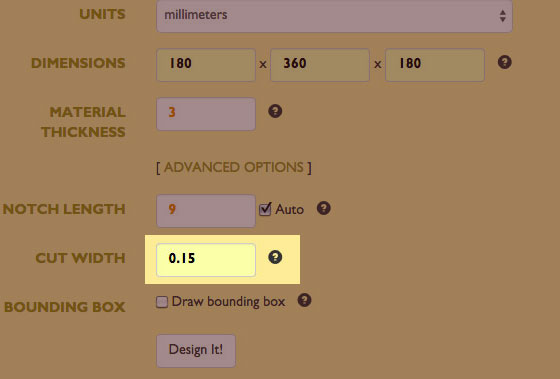 UNITS millimeters
DIMENSIONS 180 x 360 x 180 ?
MATERIAL 3 ?
THICKNESS
[ ADVANCED OPTIONS ]
NOTCH LENGTH 9 Auto ?
CUT WIDTH 0.15 ?
BOUNDING BOX Draw bounding box ?
Design It!